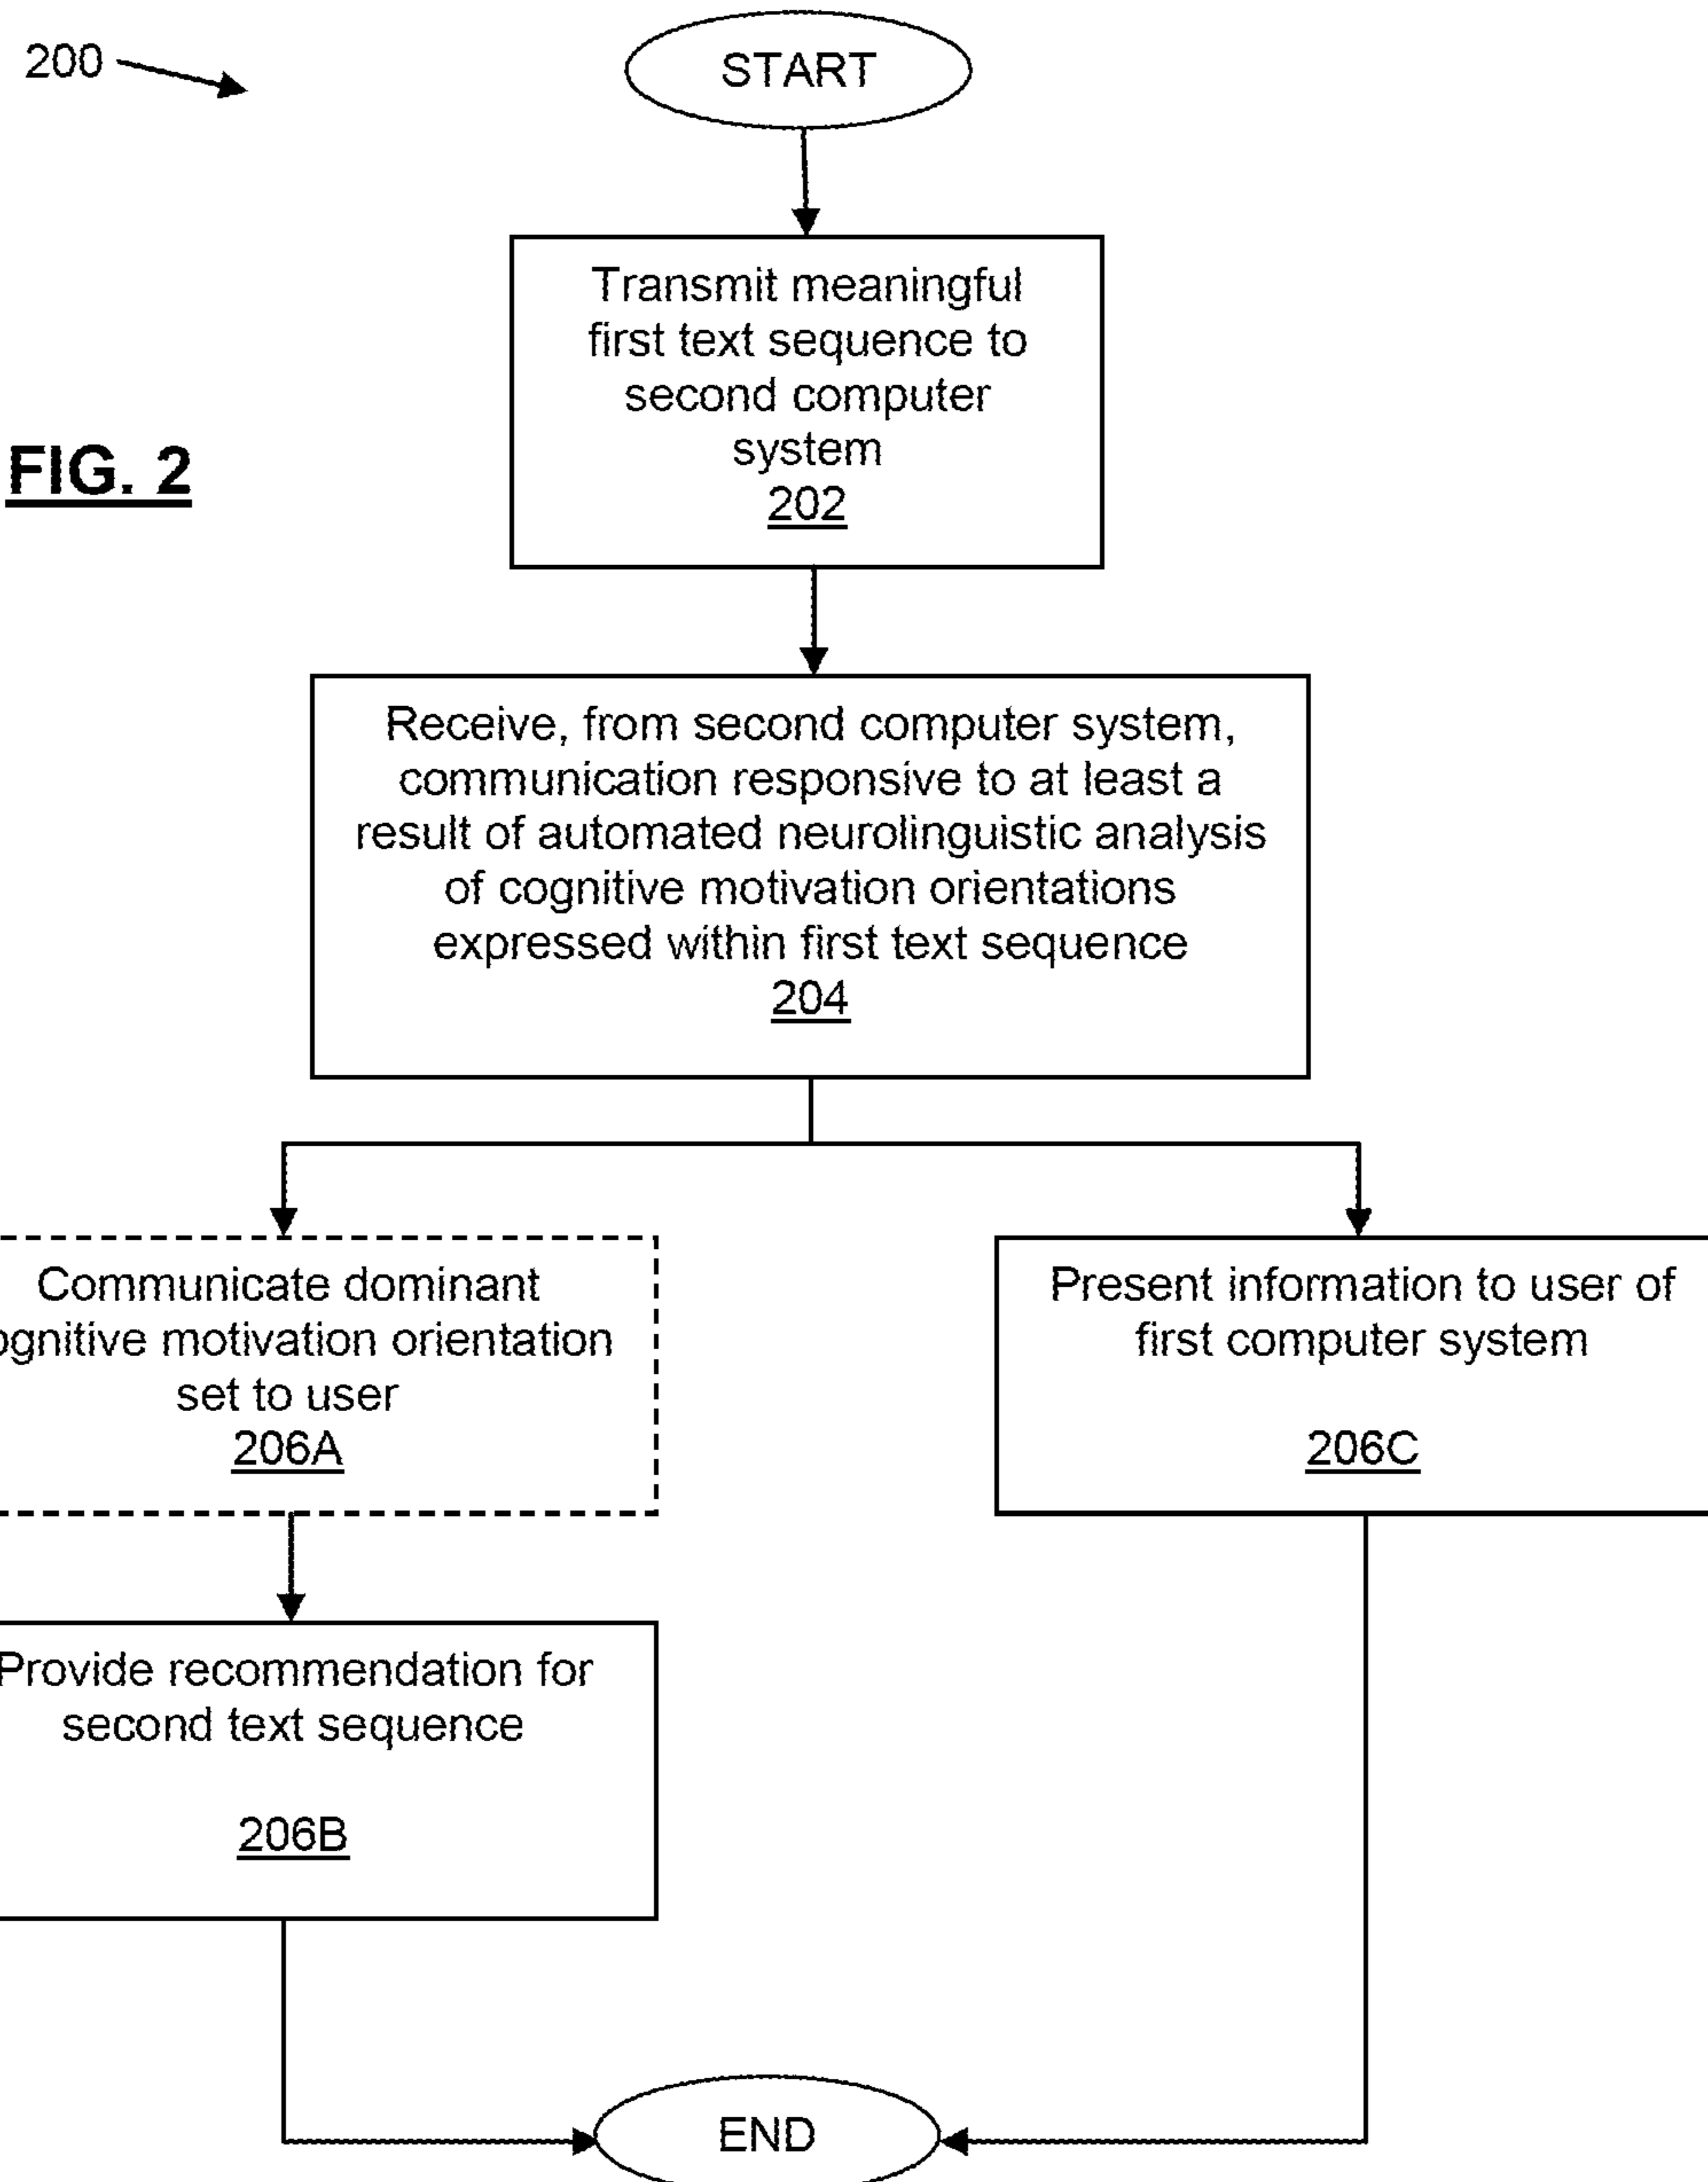 200
START
Transmit meaningful
first text sequence to
second computer
system
202
FIG. 2
Receive, from second computer system,
communication responsive to at least a
result of automated neurolinguistic analysis
of cognitive motivation orientations
expressed within first text sequence
204
Communicate dominant
ognitive motivation orientation
set to user
206A
Present information to user of
first computer system
206C
Provide recommendation for
second text sequence
206B
END